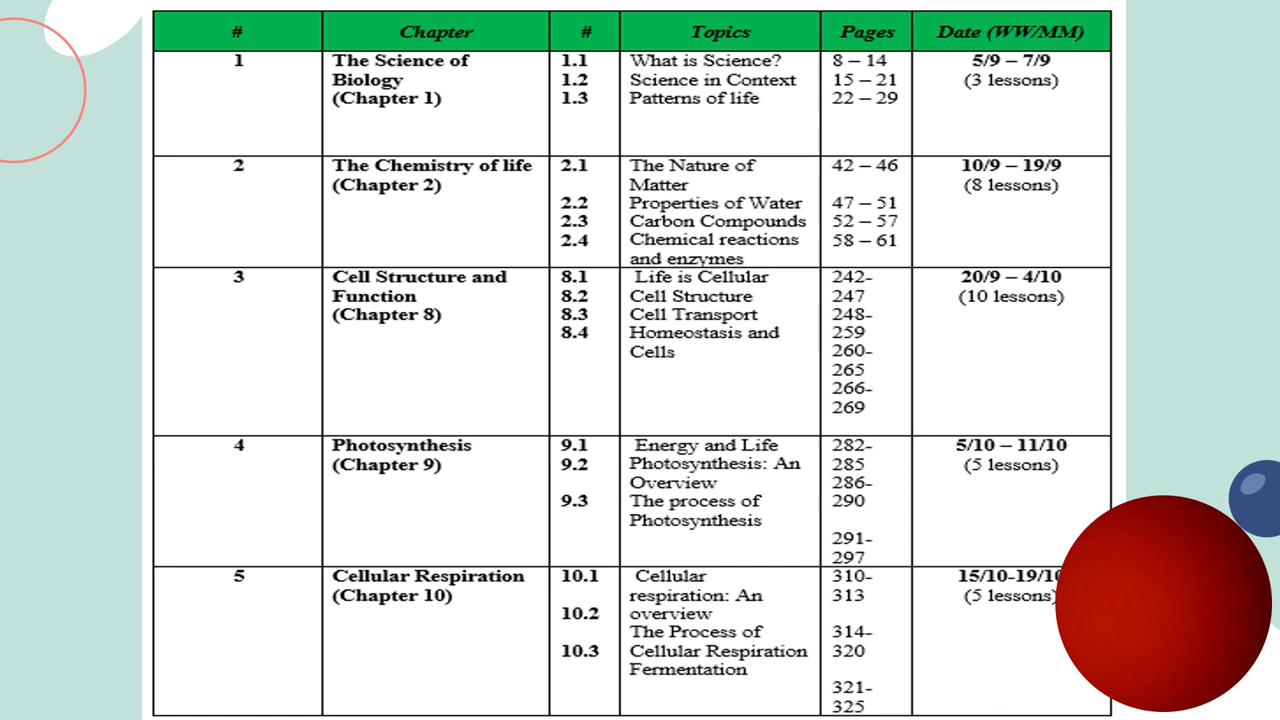 # Chapter # Topics Pages Date (WW/MM)
1 The Science of 1.1 What is Science? 8 – 14 5/9 – 7/9
Biology 1.2 Science in Context 15 – 21 (3 lessons)
(Chapter 1) 1.3 Patterns of life 22 – 29
2 The Chemistry of life 2.1 The Nature of 42 – 46 10/9 – 19/9
(Chapter 2) Matter (8 lessons)
2.2 Properties of Water 47 – 51
2.3 Carbon Compounds 52 – 57
2.4 Chemical reactions 58 – 61
and enzymes
3 Cell Structure and 8.1 Life is Cellular 242- 20/9 – 4/10
Function 8.2 Cell Structure 247 (10 lessons)
(Chapter 8) 8.3 Cell Transport 248-
8.4 Homeostasis and 259
Cells 260-
265
266-
269
4 Photosynthesis 9.1 Energy and Life 282- 5/10 – 11/10
(Chapter 9) 9.2 Photosynthesis: An 285 (5 lessons)
Overview 286-
9.3 The process of 290
Photosynthesis
291-
297
5 Cellular Respiration 10.1 Cellular 310- 15/10-19/10
(Chapter 10) respiration: An 313 (5 lessons)
10.2 overview
The Process of 314-
10.3 Cellular Respiration 320
Fermentation
321-
325